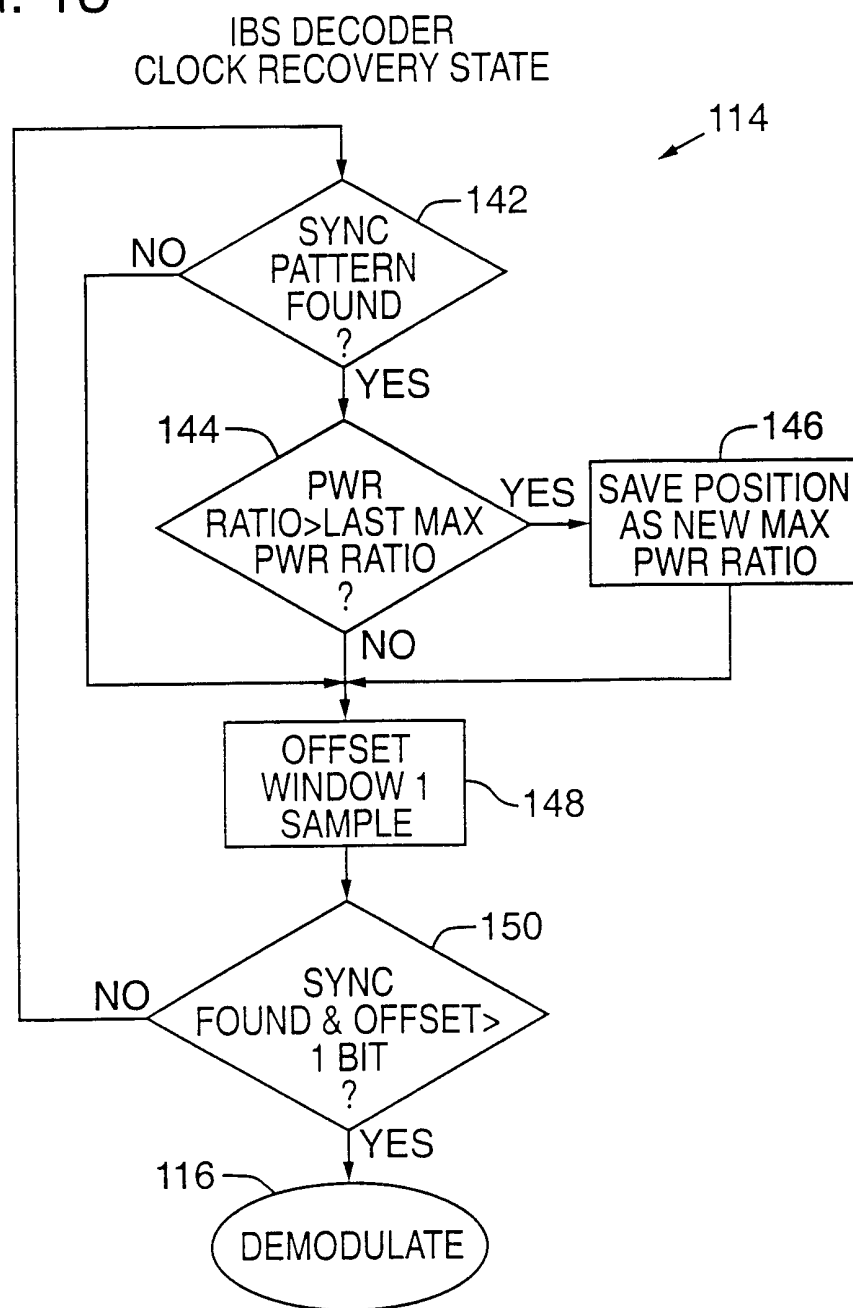 IBS DECODER
CLOCK RECOVERY STATE
114
142
SYNC
PATTERN
FOUND
?
NO
YES
144
PWR
RATIO>LAST MAX
PWR RATIO
?
YES
146
SAVE POSITION
AS NEW MAX
PWR RATIO
NO
OFFSET
WINDOW 1
SAMPLE
148
150
SYNC
FOUND & OFFSET>
1 BIT
?
NO
YES
116
DEMODULATE